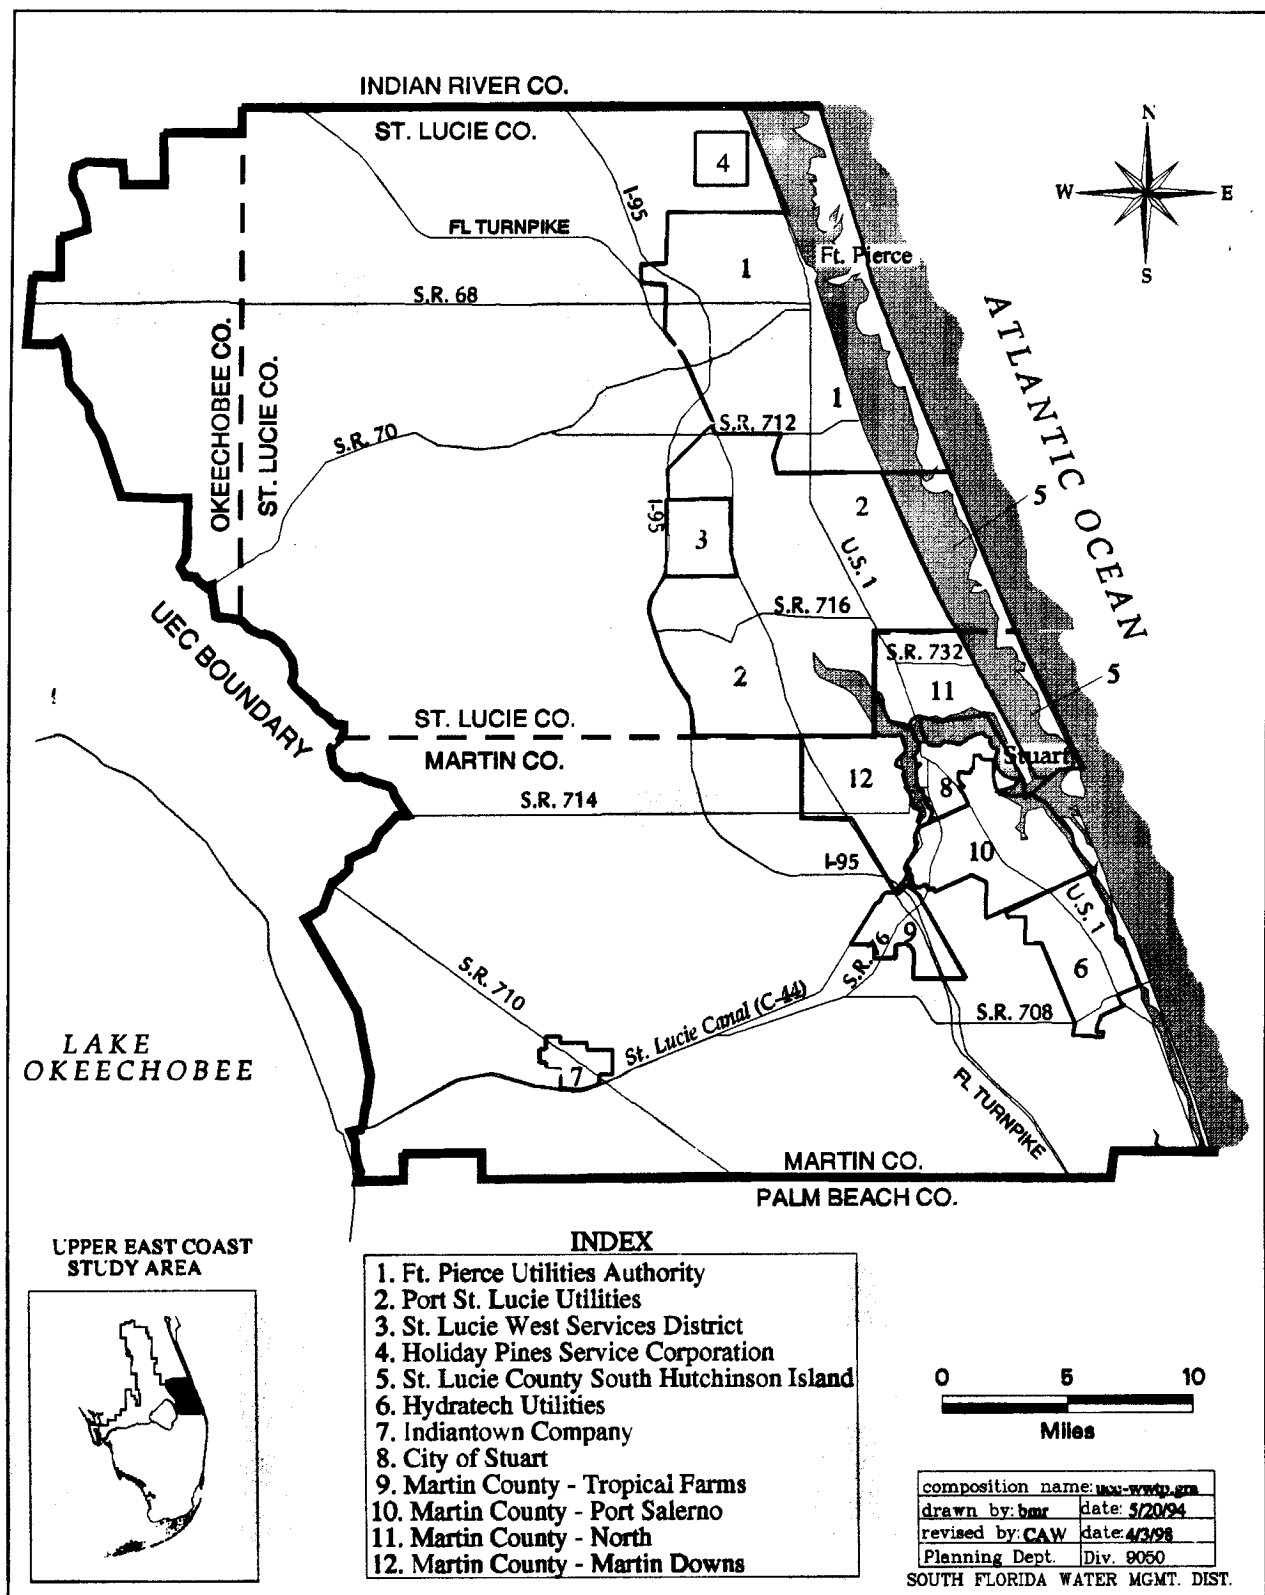 INDIAN RIVER CO.
ST. LUCIE CO.
N
W
E
S
4
I-95
FL TURNPIKE
1
Ft. Pierce
S.R. 68
ATLANTIC OCEAN
OKEECHOBEE CO.
ST. LUCIE CO.
1
S.R. 712
S.R. 70
5
2
I-95
3
U.S. 1
S.R. 716
UEC BOUNDARY
S.R. 732
5
2
11
ST. LUCIE CO.
MARTIN CO.
Stuart
12
8
S.R. 714
10
I-95
U.S. 1
9
S.R. 76
6
S.R. 710
St. Lucie Canal (C-44)
S.R. 708
LAKE
OKEECHOBEE
7
FL TURNPIKE
MARTIN CO.
PALM BEACH CO.
UPPER EAST COAST
STUDY AREA
INDEX
1. Ft. Pierce Utilities Authority
2. Port St. Lucie Utilities
3. St. Lucie West Services District
4. Holiday Pines Service Corporation
5. St. Lucie County South Hutchinson Island
6. Hydratech Utilities
7. Indiantown Company
8. City of Stuart
9. Martin County - Tropical Farms
10. Martin County - Port Salerno
11. Martin County - North
12. Martin County - Martin Downs
0 5 10
Miles
composition name:
drawn by: bmr date: 5/20/94
revised by: CAW date: 4/3/98
Planning Dept. Div. 9050
SOUTH FLORIDA WATER MGMT. DIST.